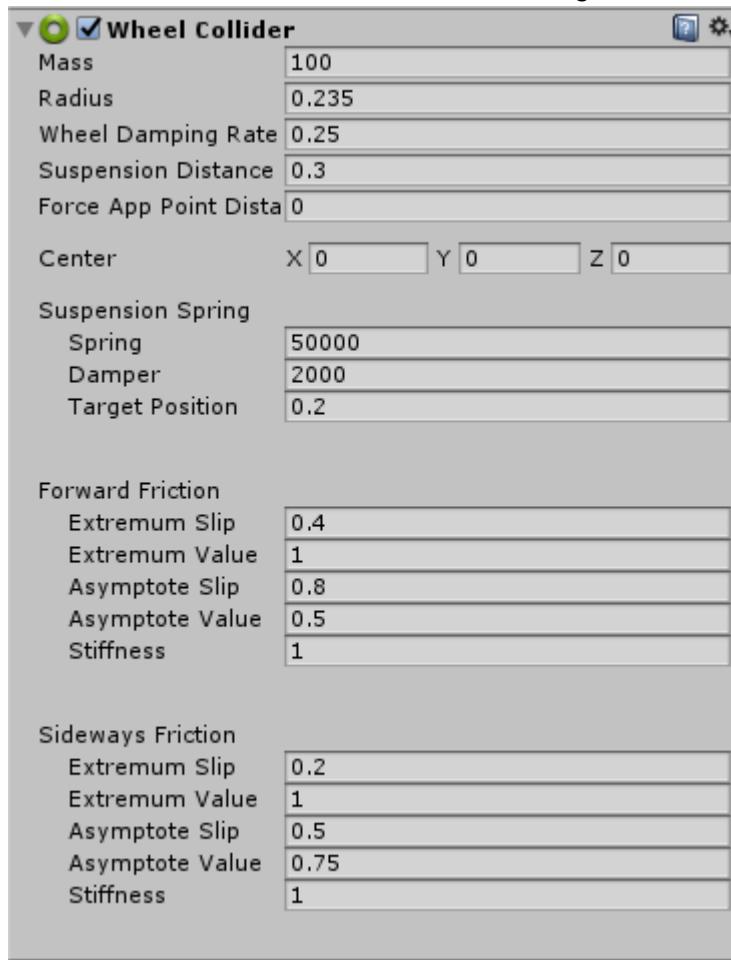 Wheel Collider
Mass 100
Radius 0.235
Wheel Damping Rate 0.25
Suspension Distance 0.3
Force App Point Dista 0
Center X 0 Y 0 Z 0
Suspension Spring
Spring 50000
Damper 2000
Target Position 0.2
Forward Friction
Extremum Slip 0.4
Extremum Value 1
Asymptote Slip 0.8
Asymptote Value 0.5
Stiffness 1
Sideways Friction
Extremum Slip 0.2
Extremum Value 1
Asymptote Slip 0.5
Asymptote Value 0.75
Stiffness 1